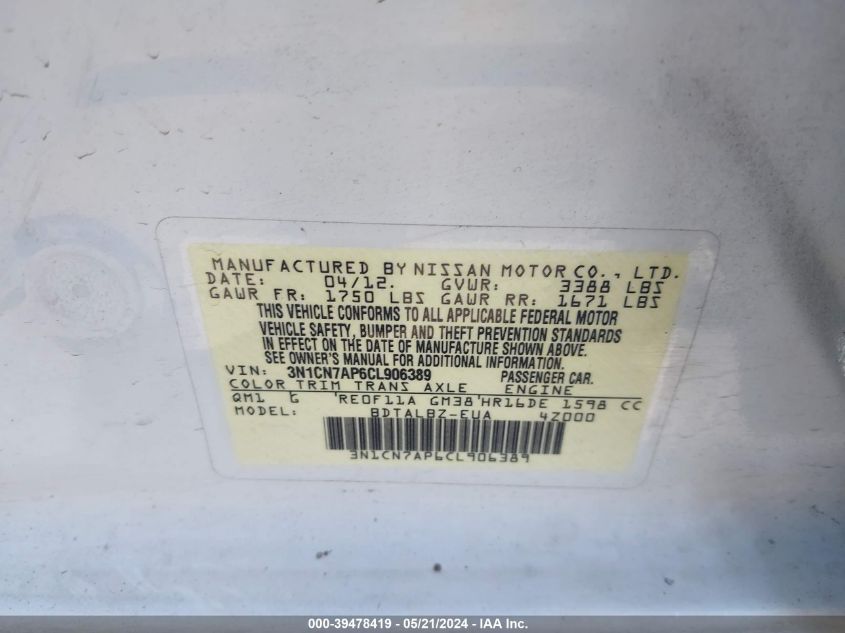 MANUFACTURED BY NISSAN MOTOR CO., LTD.
DATE: 04/12. GVWR: 3388 LBS
GAWR FR: 1750 LBS GAWR RR: 1671 LBS
THIS VEHICLE CONFORMS TO ALL APPLICABLE FEDERAL MOTOR
VEHICLE SAFETY, BUMPER AND THEFT PREVENTION STANDARDS
IN EFFECT ON THE DATE OF MANUFACTURE SHOWN ABOVE.
SEE OWNER'S MANUAL FOR ADDITIONAL INFORMATION.
VIN: 3N1CN7AP6CL906389 PASSENGER CAR.
COLOR TRIM TRANS AXLE ENGINE
QM1 G 'RE0F11A GM38'HR16DE 1598 CC
MODEL: BDTALBZ-EUA 4Z000
3N1CN7AP6CL906389
000-39478419 - 05/21/2024 - IAA Inc.